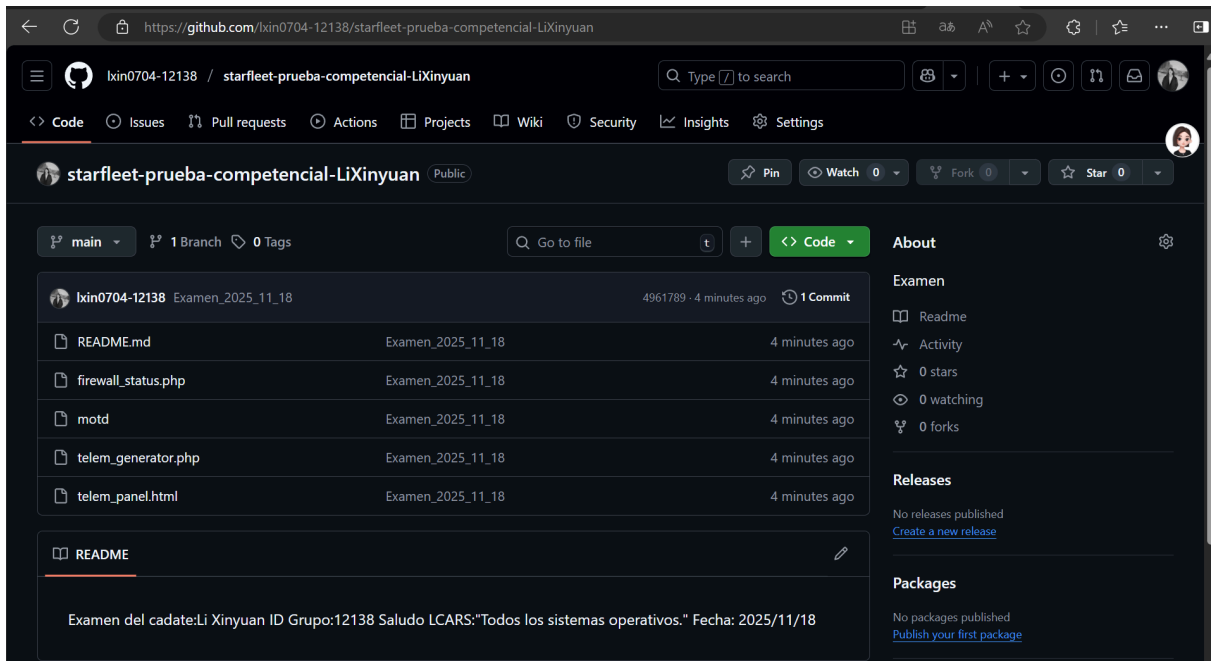 https://github.com/lxin0704-12138/starfleet-prueba-competencial-LiXinyuan
lxin0704-12138 / starfleet-prueba-competencial-LiXinyuan
Type / to search
Code Issues Pull requests Actions Projects Wiki Security Insights Settings
starfleet-prueba-competencial-LiXinyuan Public
Pin Watch 0 Fork 0 Star 0
main 1 Branch 0 Tags Go to file t Code
lxin0704-12138 Examen_2025_11_18 4961789 · 4 minutes ago 1 Commit
README.md Examen_2025_11_18 4 minutes ago
firewall_status.php Examen_2025_11_18 4 minutes ago
motd Examen_2025_11_18 4 minutes ago
telem_generator.php Examen_2025_11_18 4 minutes ago
telem_panel.html Examen_2025_11_18 4 minutes ago
README
Examen del cadate:Li Xinyuan ID Grupo:12138 Saludo LCARS:"Todos los sistemas operativos." Fecha: 2025/11/18
About
Examen
Readme
Activity
0 stars
0 watching
0 forks
Releases
No releases published
Create a new release
Packages
No packages published
Publish your first package